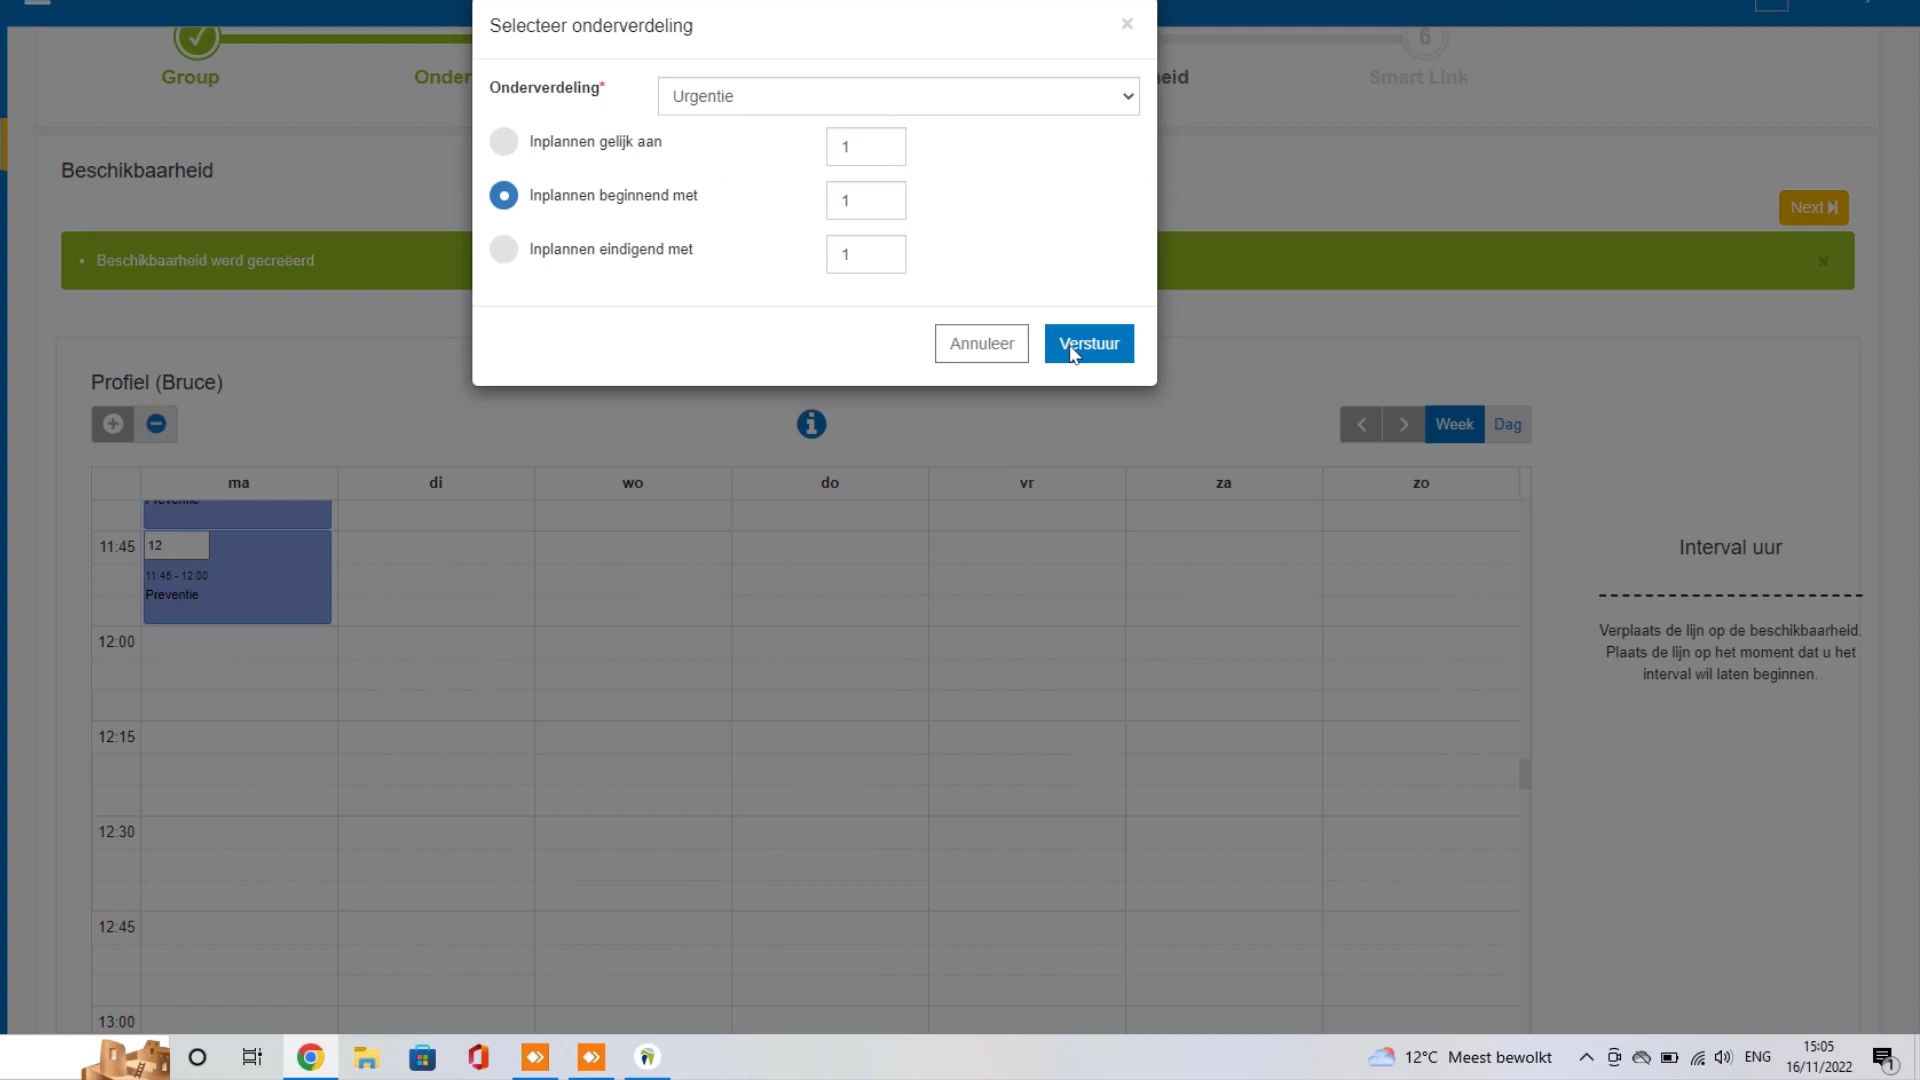 Selecteer onderverdeling
×
6
Group
Onder
eid
Smart Link
Onderverdeling*
Urgentie
Inplannen gelijk aan
1
Inplannen beginnend met
1
Inplannen eindigend met
1
Annuleer
Verstuur
Beschikbaarheid
Next
Beschikbaarheid werd gecreëerd
×
Profiel (Bruce)
Week
Dag
ma
di
wo
do
vr
za
zo
Preventie
11:45
12
11:45 - 12:00
Preventie
12:00
12:15
12:30
12:45
13:00
Interval uur
Verplaats de lijn op de beschikbaarheid.
Plaats de lijn op het moment dat u het
interval wil laten beginnen.
12°C Meest bewolkt
ENG
15:05
16/11/2022
1